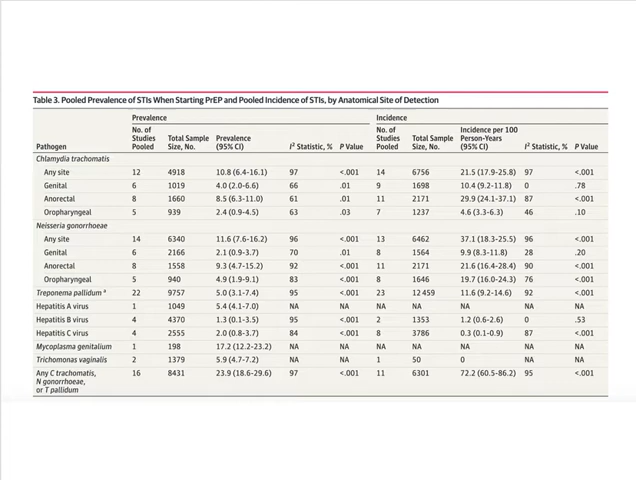 Table 3. Pooled Prevalence of STIs When Starting PrEP and Pooled Incidence of STIs, by Anatomical Site of Detection
Prevalence Incidence
Pathogen No. of Studies Pooled Total Sample Size, No. Prevalence (95% CI) I² Statistic, % P Value No. of Studies Pooled Total Sample Size, No. Incidence per 100 Person-Years (95% CI) I² Statistic, % P Value
Chlamydia trachomatis
Any site 12 4918 10.8 (6.4-16.1) 97 <.001 14 6756 21.5 (17.9-25.8) 97 <.001
Genital 6 1019 4.0 (2.0-6.6) 66 .01 9 1698 10.4 (9.2-11.8) 0 .78
Anorectal 8 1660 8.5 (6.3-11.0) 61 .01 11 2171 29.9 (24.1-37.1) 87 <.001
Oropharyngeal 5 939 2.4 (0.9-4.5) 63 .03 7 1237 4.6 (3.3-6.3) 46 .10
Neisseria gonorrhoeae
Any site 14 6340 11.6 (7.6-16.2) 96 <.001 13 6462 37.1 (18.3-25.5) 96 <.001
Genital 6 2166 2.1 (0.9-3.7) 70 .01 8 1564 9.9 (8.3-11.8) 28 .20
Anorectal 8 1558 9.3 (4.7-15.2) 92 <.001 11 2171 21.6 (16.4-28.4) 90 <.001
Oropharyngeal 5 940 4.9 (1.9-9.1) 83 <.001 8 1646 19.7 (16.0-24.3) 76 <.001
Treponema pallidum a 22 9757 5.0 (3.1-7.4) 95 <.001 23 12 459 11.6 (9.2-14.6) 92 <.001
Hepatitis A virus 1 1049 5.4 (4.1-7.0) NA NA NA NA NA NA NA
Hepatitis B virus 4 4370 1.3 (0.1-3.5) 95 <.001 2 1353 1.2 (0.6-2.6) 0 .53
Hepatitis C virus 4 2555 2.0 (0.8-3.7) 84 <.001 8 3786 0.3 (0.1-0.9) 87 <.001
Mycoplasma genitalium 1 198 17.2 (12.2-23.2) NA NA NA NA NA NA NA
Trichomonas vaginalis 2 1379 5.9 (4.7-7.2) NA NA 1 50 0 NA NA
Any C trachomatis, 16 8431 23.9 (18.6-29.6) 97 <.001 11 6301 72.2 (60.5-86.2) 95 <.001
N gonorrhoeae,
or T pallidum